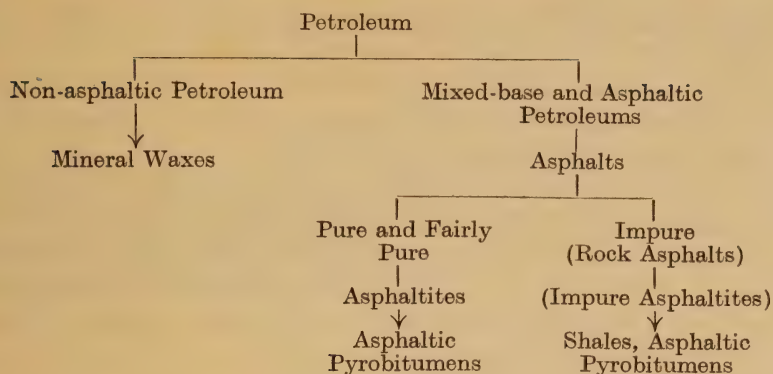 Petroleum
Non-asphaltic Petroleum
Mineral Waxes
Mixed-base and Asphaltic
Petroleums
Asphalts
Pure and Fairly
Pure
Asphaltites
Asphaltic
Pyrobitumens
Impure
(Rock Asphalts)
(Impure Asphaltites)
Shales, Asphaltic
Pyrobitumens